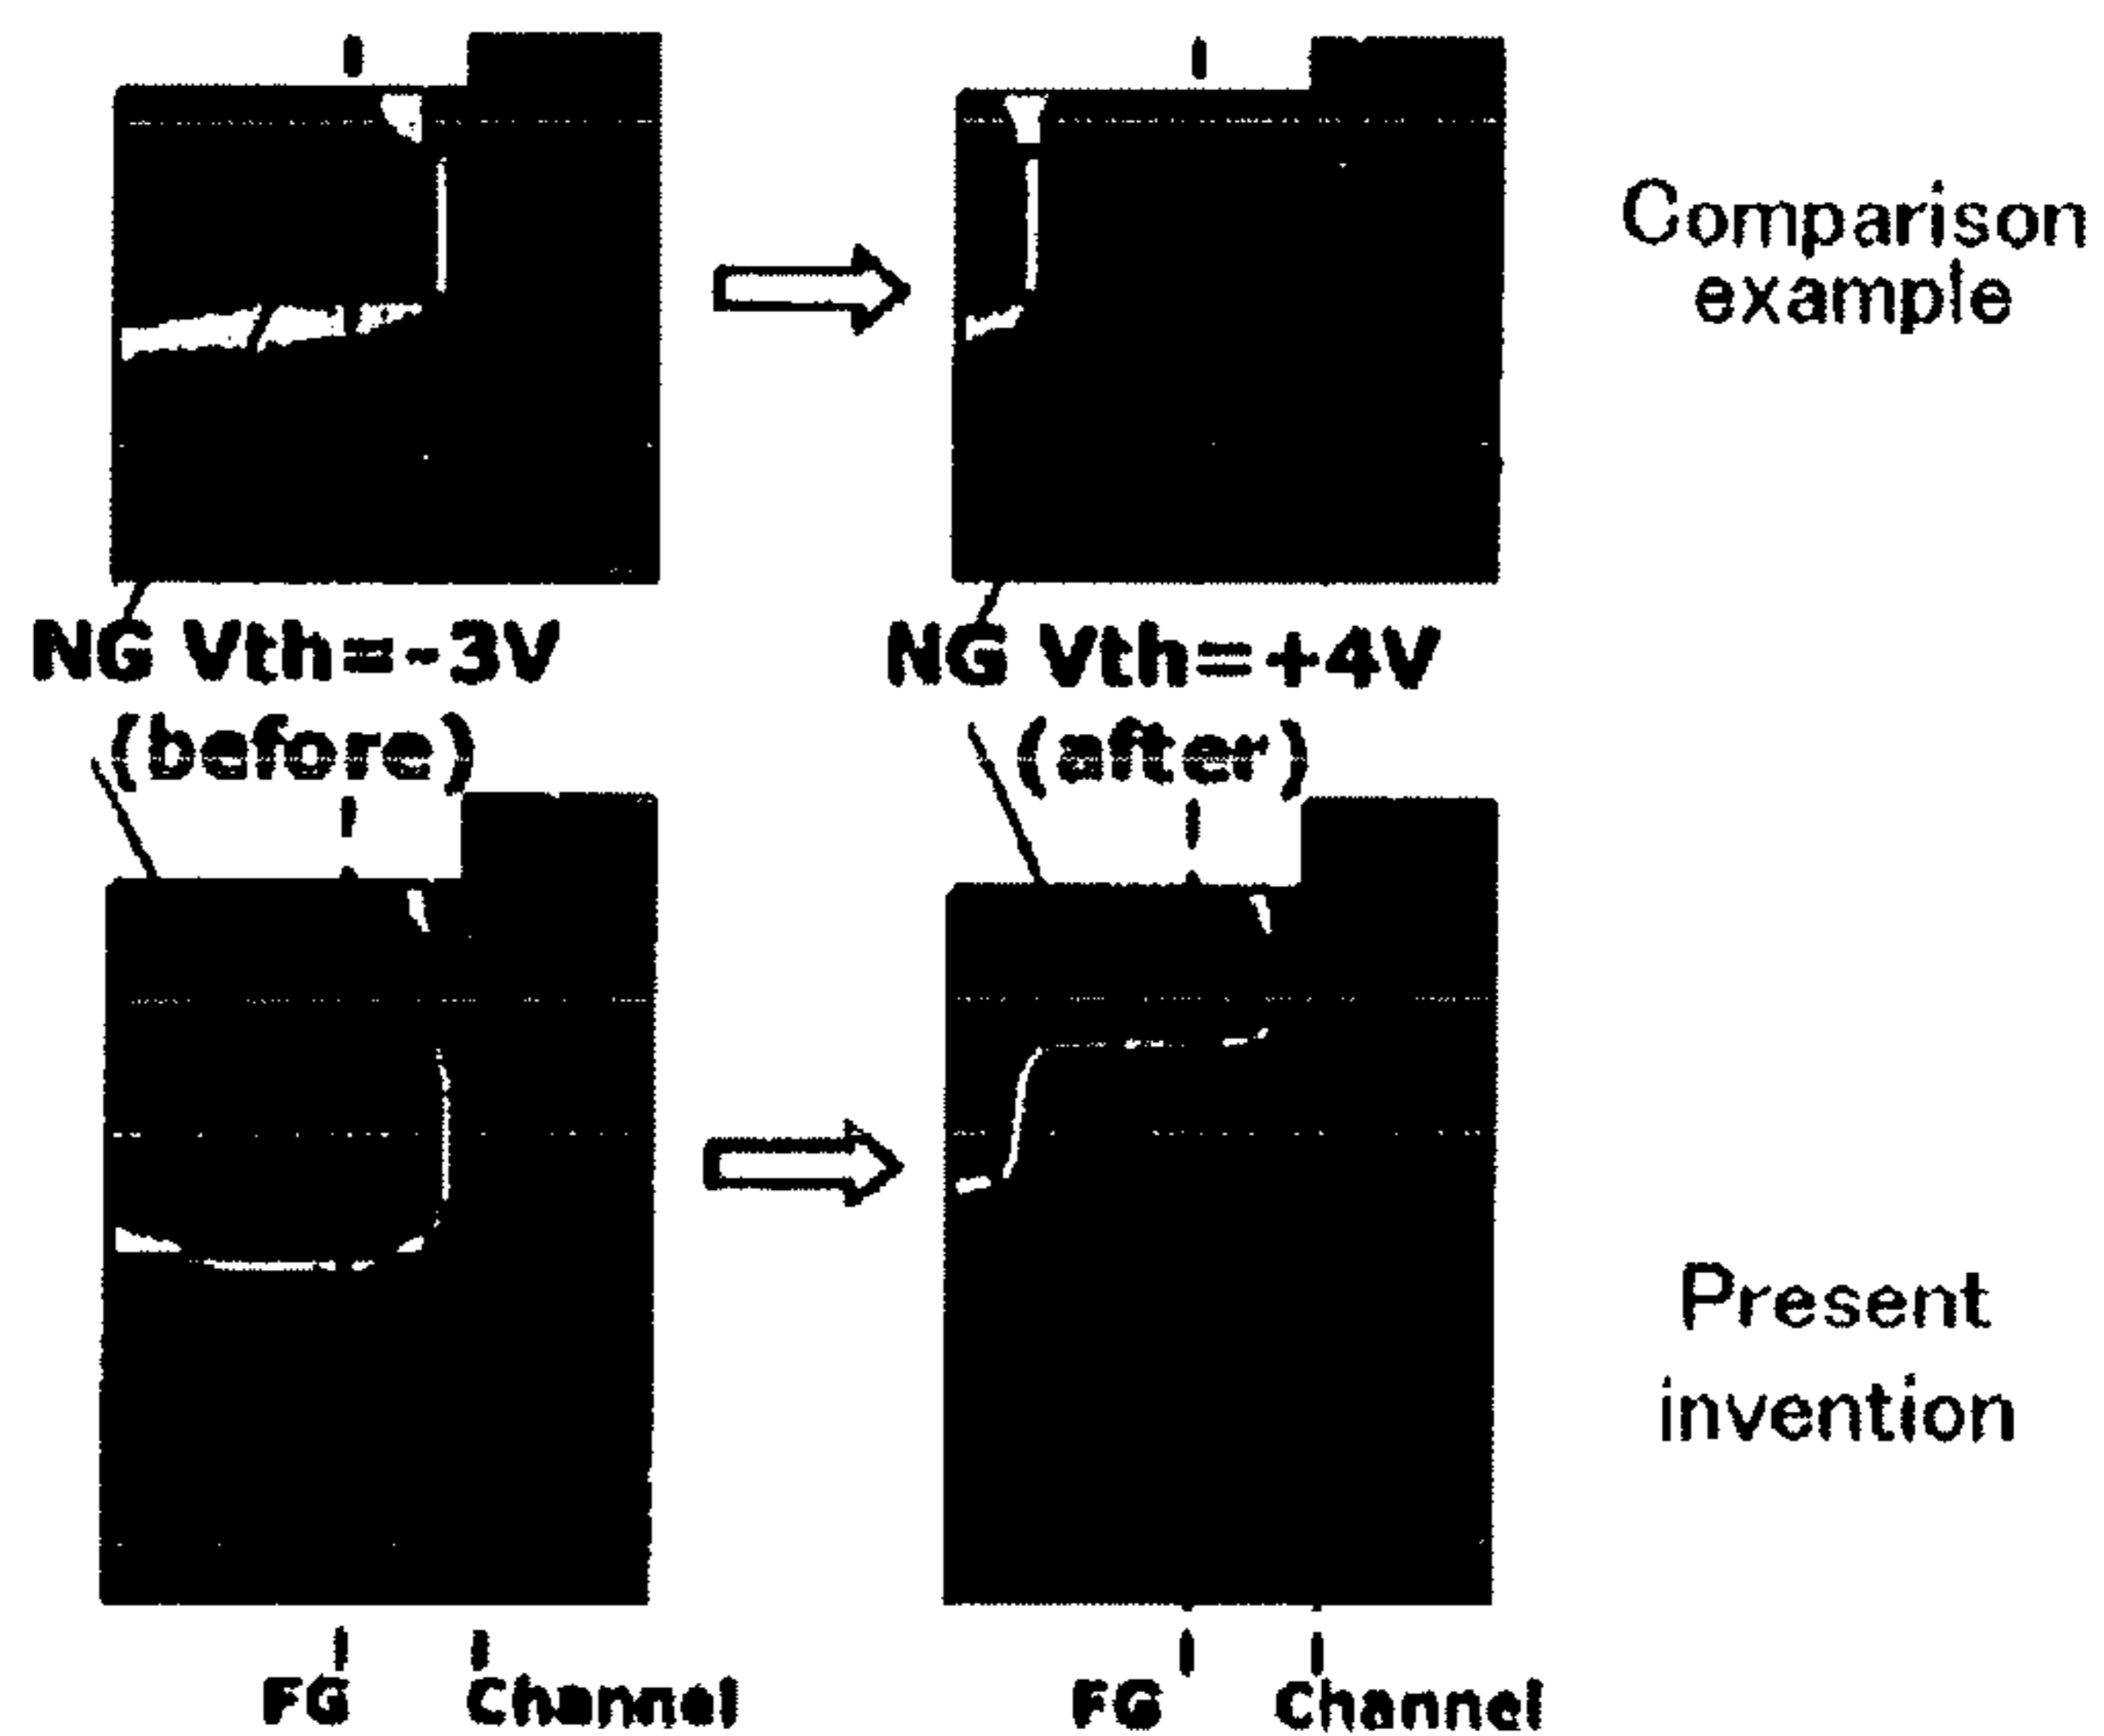 Comparison
example
NG Vth=-3V
(before)
NG Vth=+4V
(after)
Present
invention
FG Channel
FG Channel